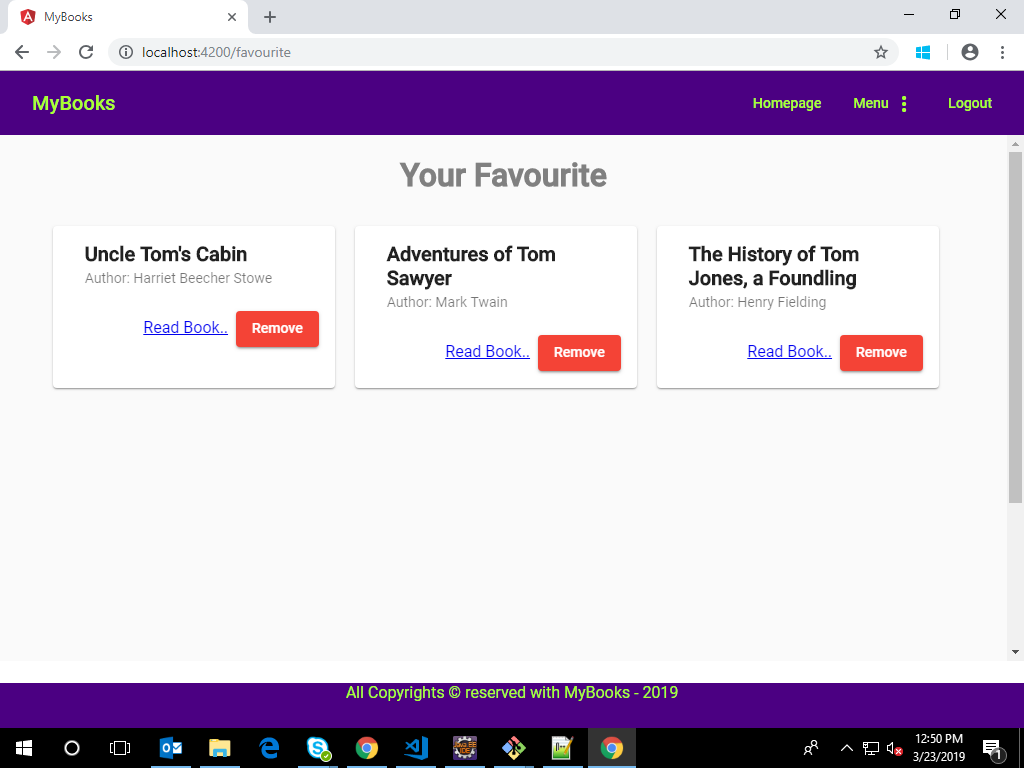 MyBooks
localhost:4200/favourite
MyBooks
Homepage
Menu
Logout
Your Favourite
Uncle Tom's Cabin
Author: Harriet Beecher Stowe
Read Book..
Remove
Adventures of Tom
Sawyer
Author: Mark Twain
Read Book..
Remove
The History of Tom
Jones, a Foundling
Author: Henry Fielding
Read Book..
Remove
All Copyrights © reserved with MyBooks - 2019
12:50 PM
3/23/2019
1